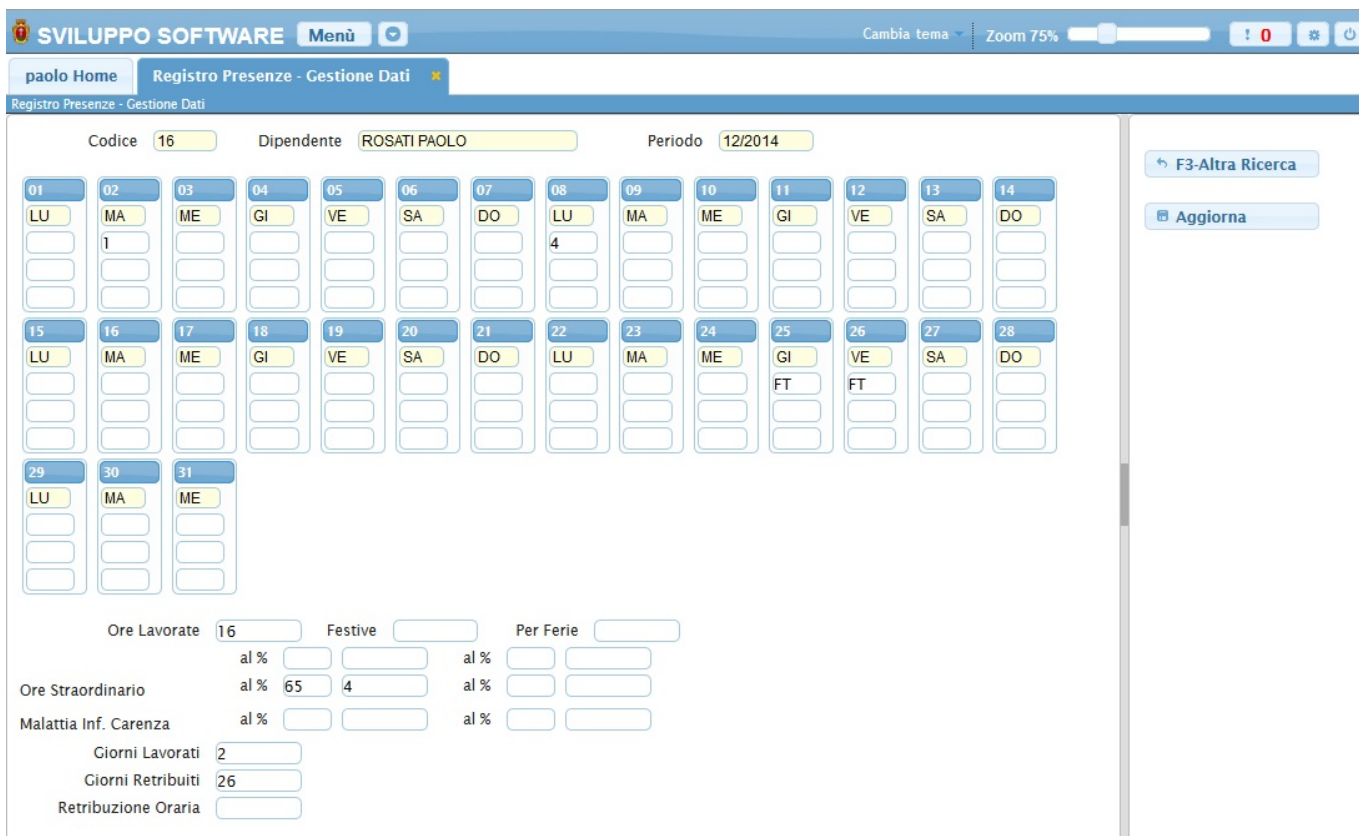 SVILUPPO SOFTWARE Menù Cambia tema Zoom 75% ! 0
paolo Home Registro Presenze - Gestione Dati ×
Registro Presenze - Gestione Dati
Codice 16 Dipendente ROSATI PAOLO Periodo 12/2014
F3-Altra Ricerca
01 02 03 04 05 06 07 08 09 10 11 12 13 14
LU MA ME GI VE SA DO LU MA ME GI VE SA DO
Aggiorna
1 4
15 16 17 18 19 20 21 22 23 24 25 26 27 28
LU MA ME GI VE SA DO LU MA ME GI VE SA DO
FT FT
29 30 31
LU MA ME
Ore Lavorate 16 Festive Per Ferie
al % al %
Ore Straordinario al % 65 4 al %
Malattia Inf. Carenza al % al %
Giorni Lavorati 2
Giorni Retribuiti 26
Retribuzione Oraria